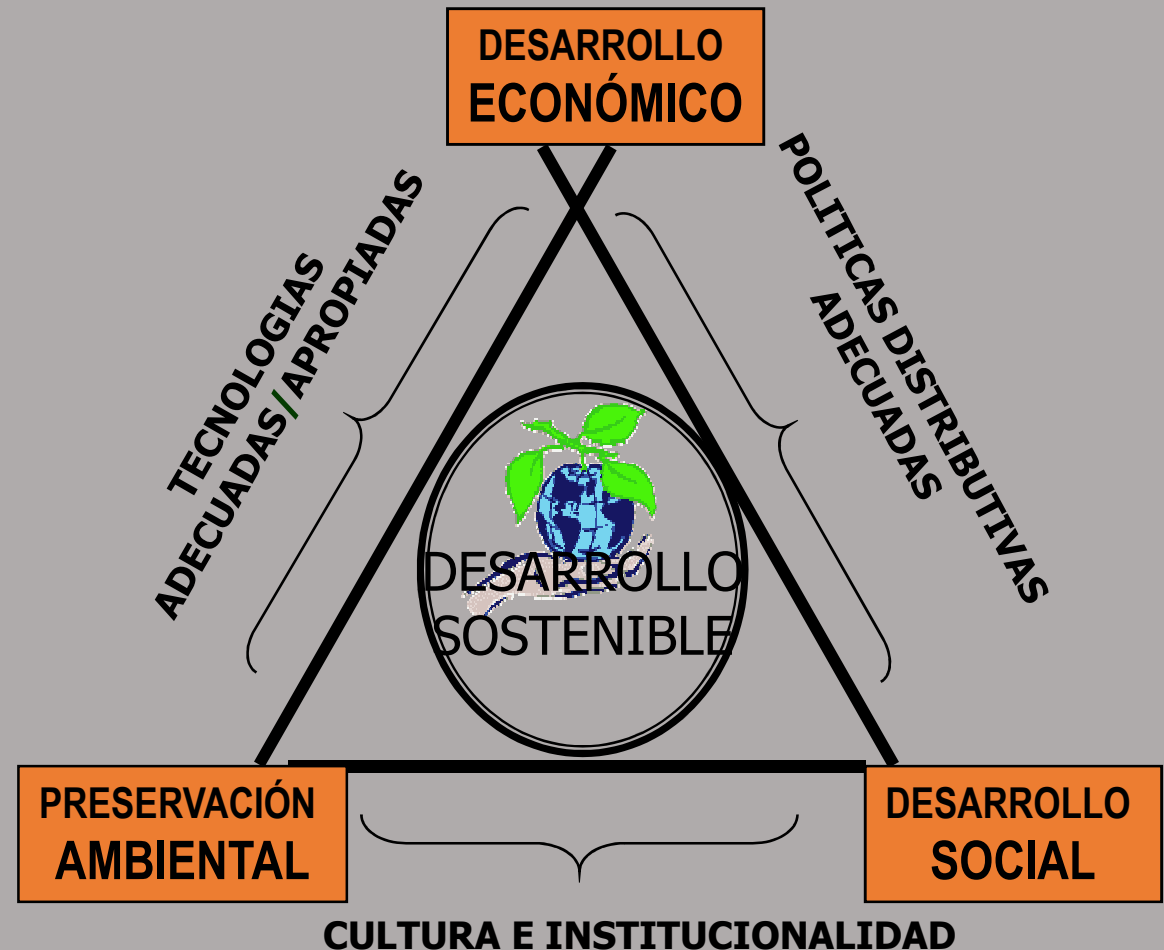 DESARROLLO
ECONÓMICO
TECNOLOGIAS
ADECUADAS/APROPIADAS
POLITICAS DISTRIBUTIVAS
ADECUADAS
DESARROLLO
SOSTENIBLE
PRESERVACIÓN
AMBIENTAL
DESARROLLO
SOCIAL
CULTURA E INSTITUCIONALIDAD